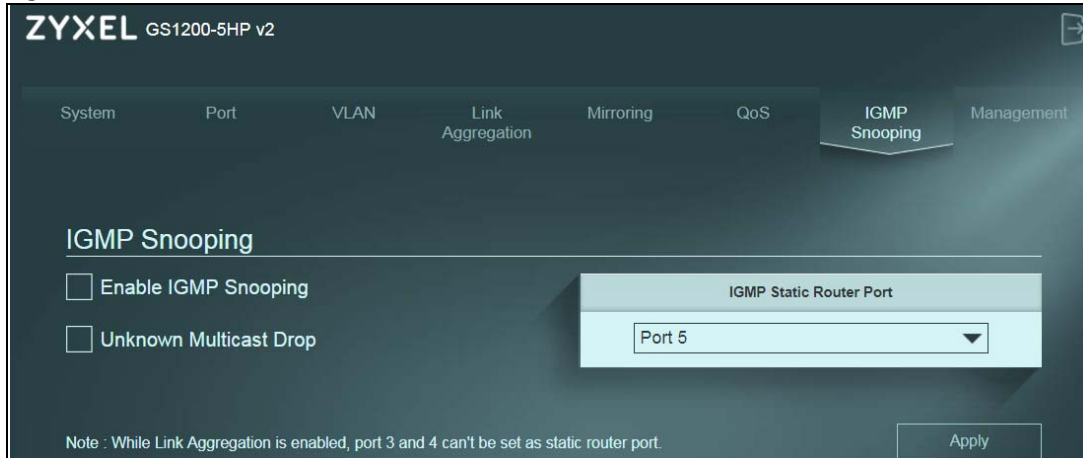 ZYXEL GS1200-5HP v2
System
Port
VLAN
Link
Aggregation
Mirroring
QoS
IGMP
Snooping
Management
IGMP Snooping
Enable IGMP Snooping
Unknown Multicast Drop
IGMP Static Router Port
Port 5
Note : While Link Aggregation is enabled, port 3 and 4 can't be set as static router port.
Apply